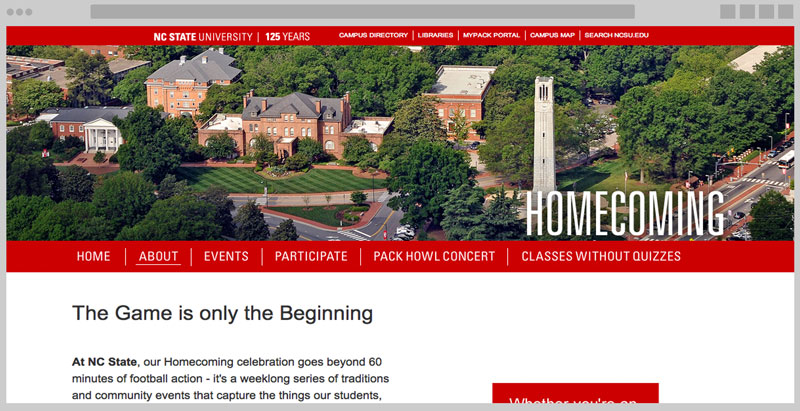 NC STATE UNIVERSITY | 125 YEARS
CAMPUS DIRECTORY | LIBRARIES | MYPACK PORTAL | CAMPUS MAP | SEARCH NCSU.EDU
HOMECOMING
HOME | ABOUT | EVENTS | PARTICIPATE | PACK HOWL CONCERT | CLASSES WITHOUT QUIZZES
The Game is only the Beginning
At NC State, our Homecoming celebration goes beyond 60
minutes of football action - it's a weeklong series of traditions
and community events that capture the things our students,
Whether you're an